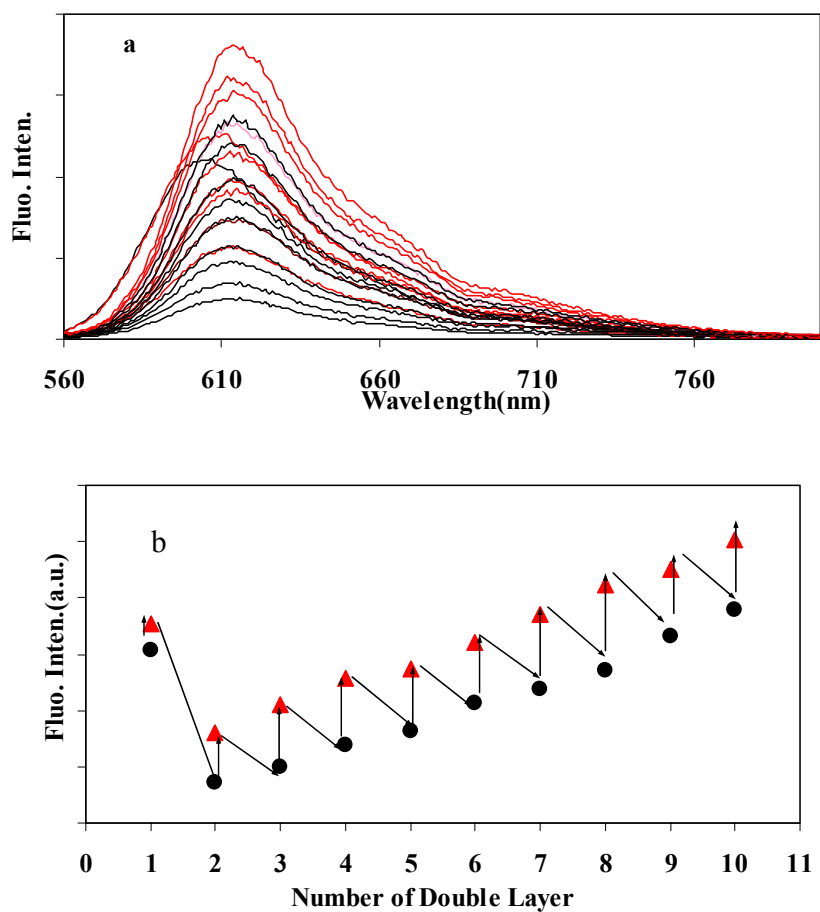 a
Fluo. Inten.
560 610 660 710 760
Wavelength(nm)
b
Fluo. Inten.(a.u.)
0 1 2 3 4 5 6 7 8 9 10 11
Number of Double Layer